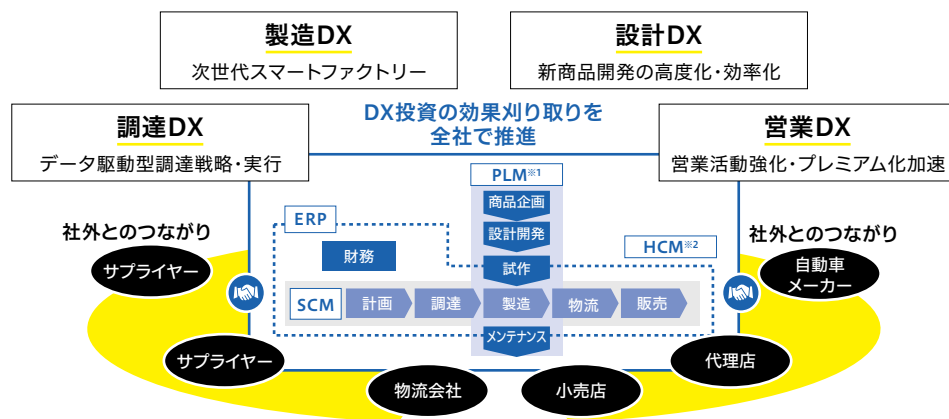 製造DX
次世代スマートファクトリー
設計DX
新商品開発の高度化・効率化
調達DX
データ駆動型調達戦略・実行
DX投資の効果刈り取りを
全社で推進
営業DX
営業活動強化・プレミアム化加速
社外とのつながり
サプライヤー
サプライヤー
ERP
財務
PLM※1
商品企画
設計開発
試作
HCM※2
SCM
計画
調達
製造
物流
販売
メンテナンス
社外とのつながり
自動車
メーカー
代理店
物流会社
小売店